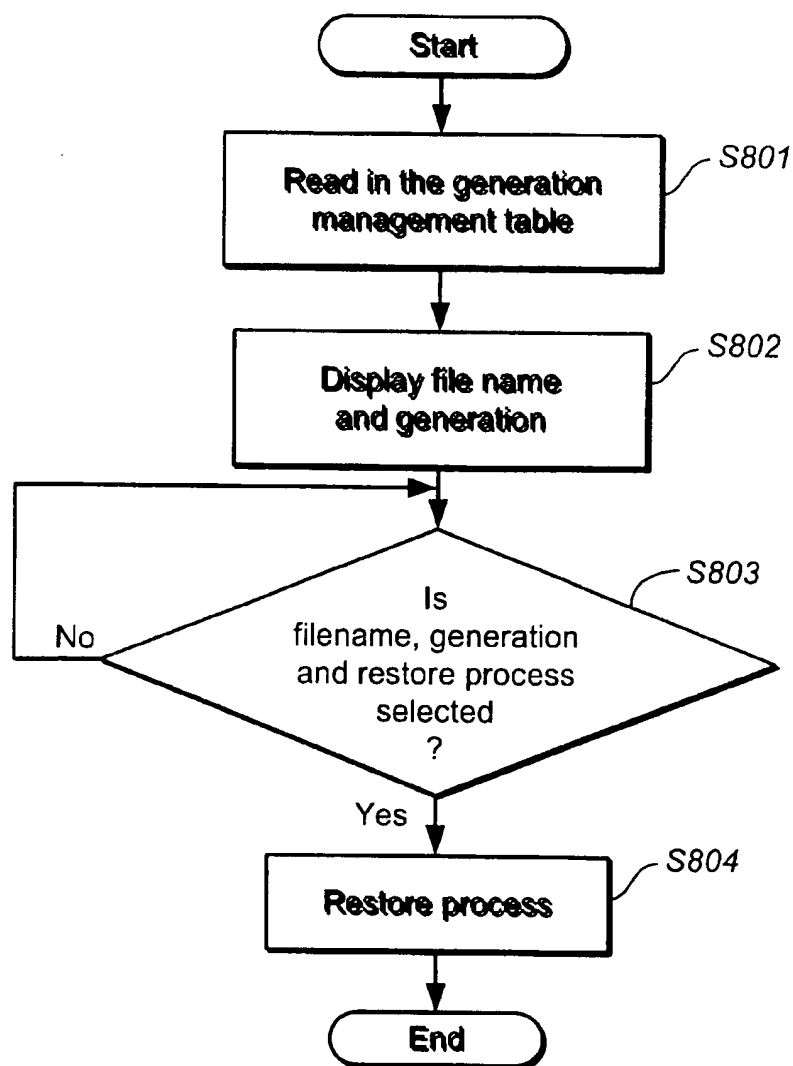 Start
Read in the generation
management table
S801
Display file name
and generation
S802
Is
filename, generation
and restore process
selected
?
S803
No
Yes
Restore process
S804
End